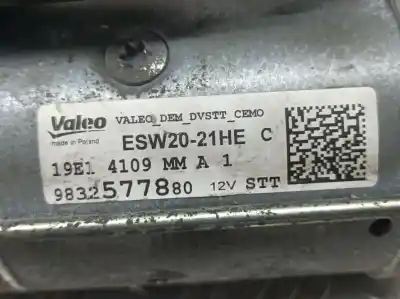 Valeo VALEO_DEM_DVSTT_CEMO
made in Poland ESW20-21HE C
19E1 4109 MM A 1
9832577880 12V STT